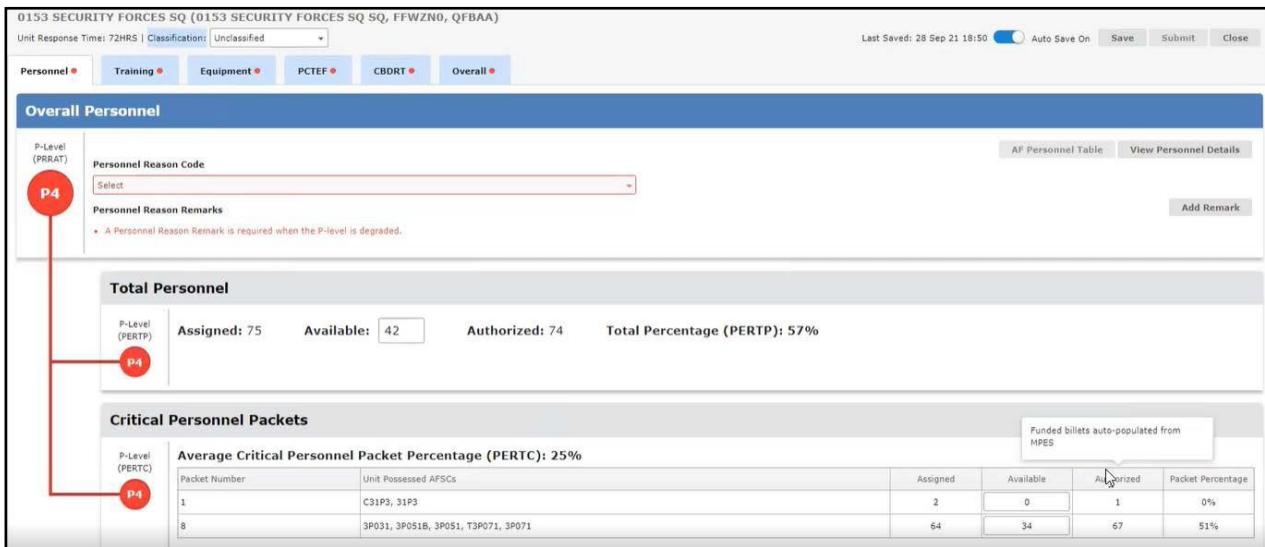 0153 SECURITY FORCES SQ (0153 SECURITY FORCES SQ SQ, FFWZN0, QFBAA)
Unit Response Time: 72HRS | Classification: Unclassified
Last Saved: 28 Sep 21 18:50 Auto Save On Save Submit Close
Personnel Training Equipment PCTEF CBDRT Overall
Overall Personnel
P-Level
(PRRAT)
P4
AF Personnel Table View Personnel Details
Personnel Reason Code
Select
Personnel Reason Remarks
Add Remark
• A Personnel Reason Remark is required when the P-level is degraded.
Total Personnel
P-Level
(PERTP)
P4
Assigned: 75 Available: 42 Authorized: 74 Total Percentage (PERTP): 57%
Critical Personnel Packets
Funded billets auto-populated from
MPES
P-Level
(PERTC)
P4
Average Critical Personnel Packet Percentage (PERTC): 25%
Packet Number Unit Possessed AFSCs Assigned Available Authorized Packet Percentage
1 C31P3, 31P3 2 0 1 0%
8 3P031, 3P051B, 3P051, T3P071, 3P071 64 34 67 51%